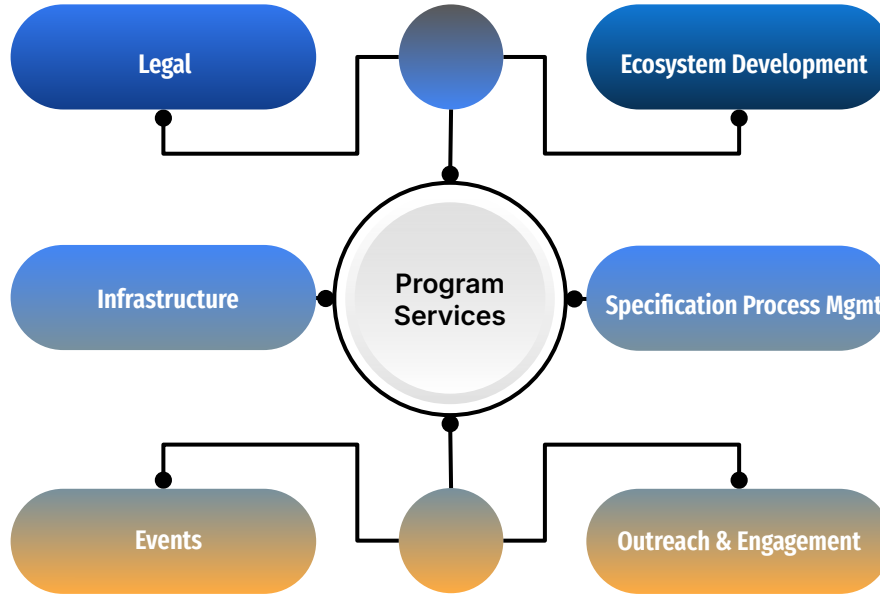 Legal
Ecosystem Development
Program
Services
Infrastructure
Specification Process Mgmt
Events
Outreach & Engagement